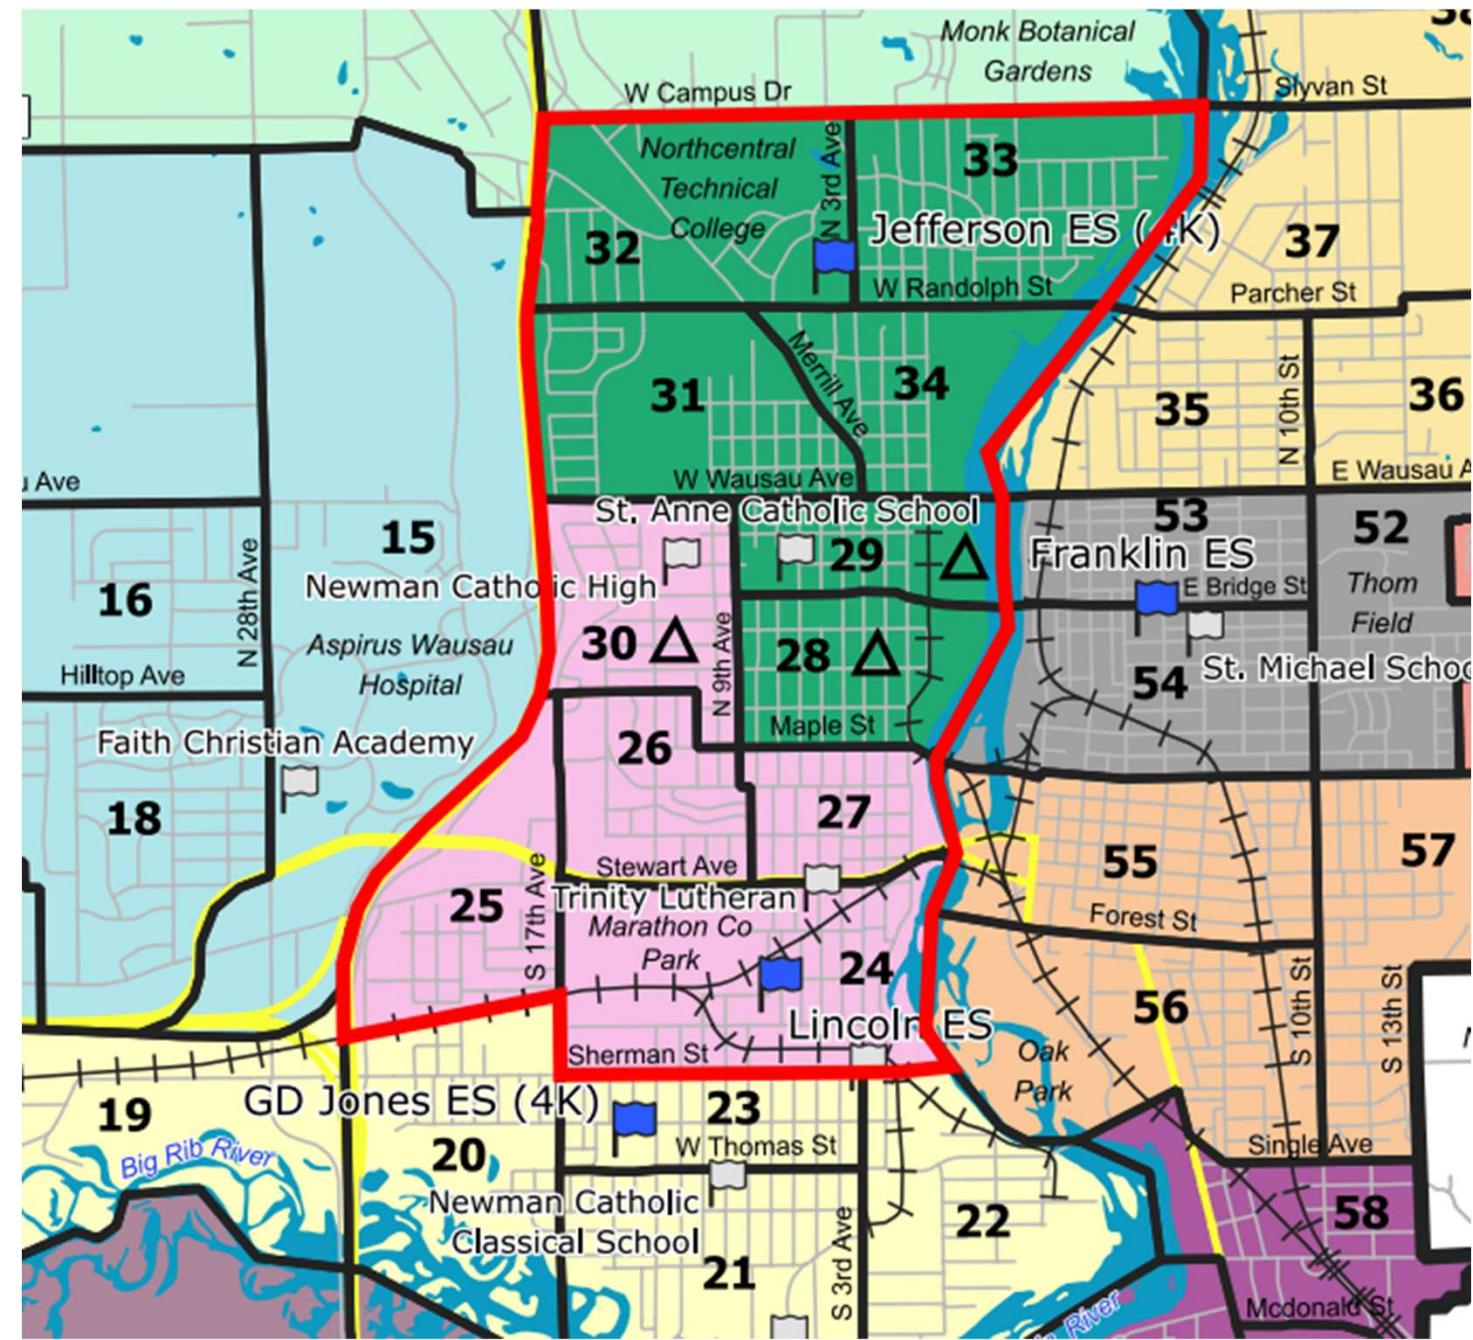 Monk Botanical
Gardens
W Campus Dr
Slyvan St
Northcentral
Technical
College
N 3rd Ave
33
32
Jefferson ES (4K)
37
W Randolph St
Parcher St
31
Merrill Ave
34
35
N 10th St
36
W Wausau Ave
E Wausau A
Ave
St. Anne Catholic School
53
52
15
29
Franklin ES
16
N 28th Ave
Newman Catholic High
E Bridge St
Thom
Field
Aspirus Wausau
Hospital
30
N 9th Ave
28
54
St. Michael Schoo
Hilltop Ave
Maple St
Faith Christian Academy
26
18
27
55
57
Stewart Ave
25
S 17th Ave
Trinity Lutheran
Marathon Co
Park
Forest St
24
56
S 10th St
S 13th St
Lincoln ES
Sherman St
Oak
Park
GD Jones ES (4K)
23
19
20
W Thomas St
Single Ave
Big Rib River
Newman Catholic
Classical School
58
22
21
S 3rd Ave
River
Mcdonald St